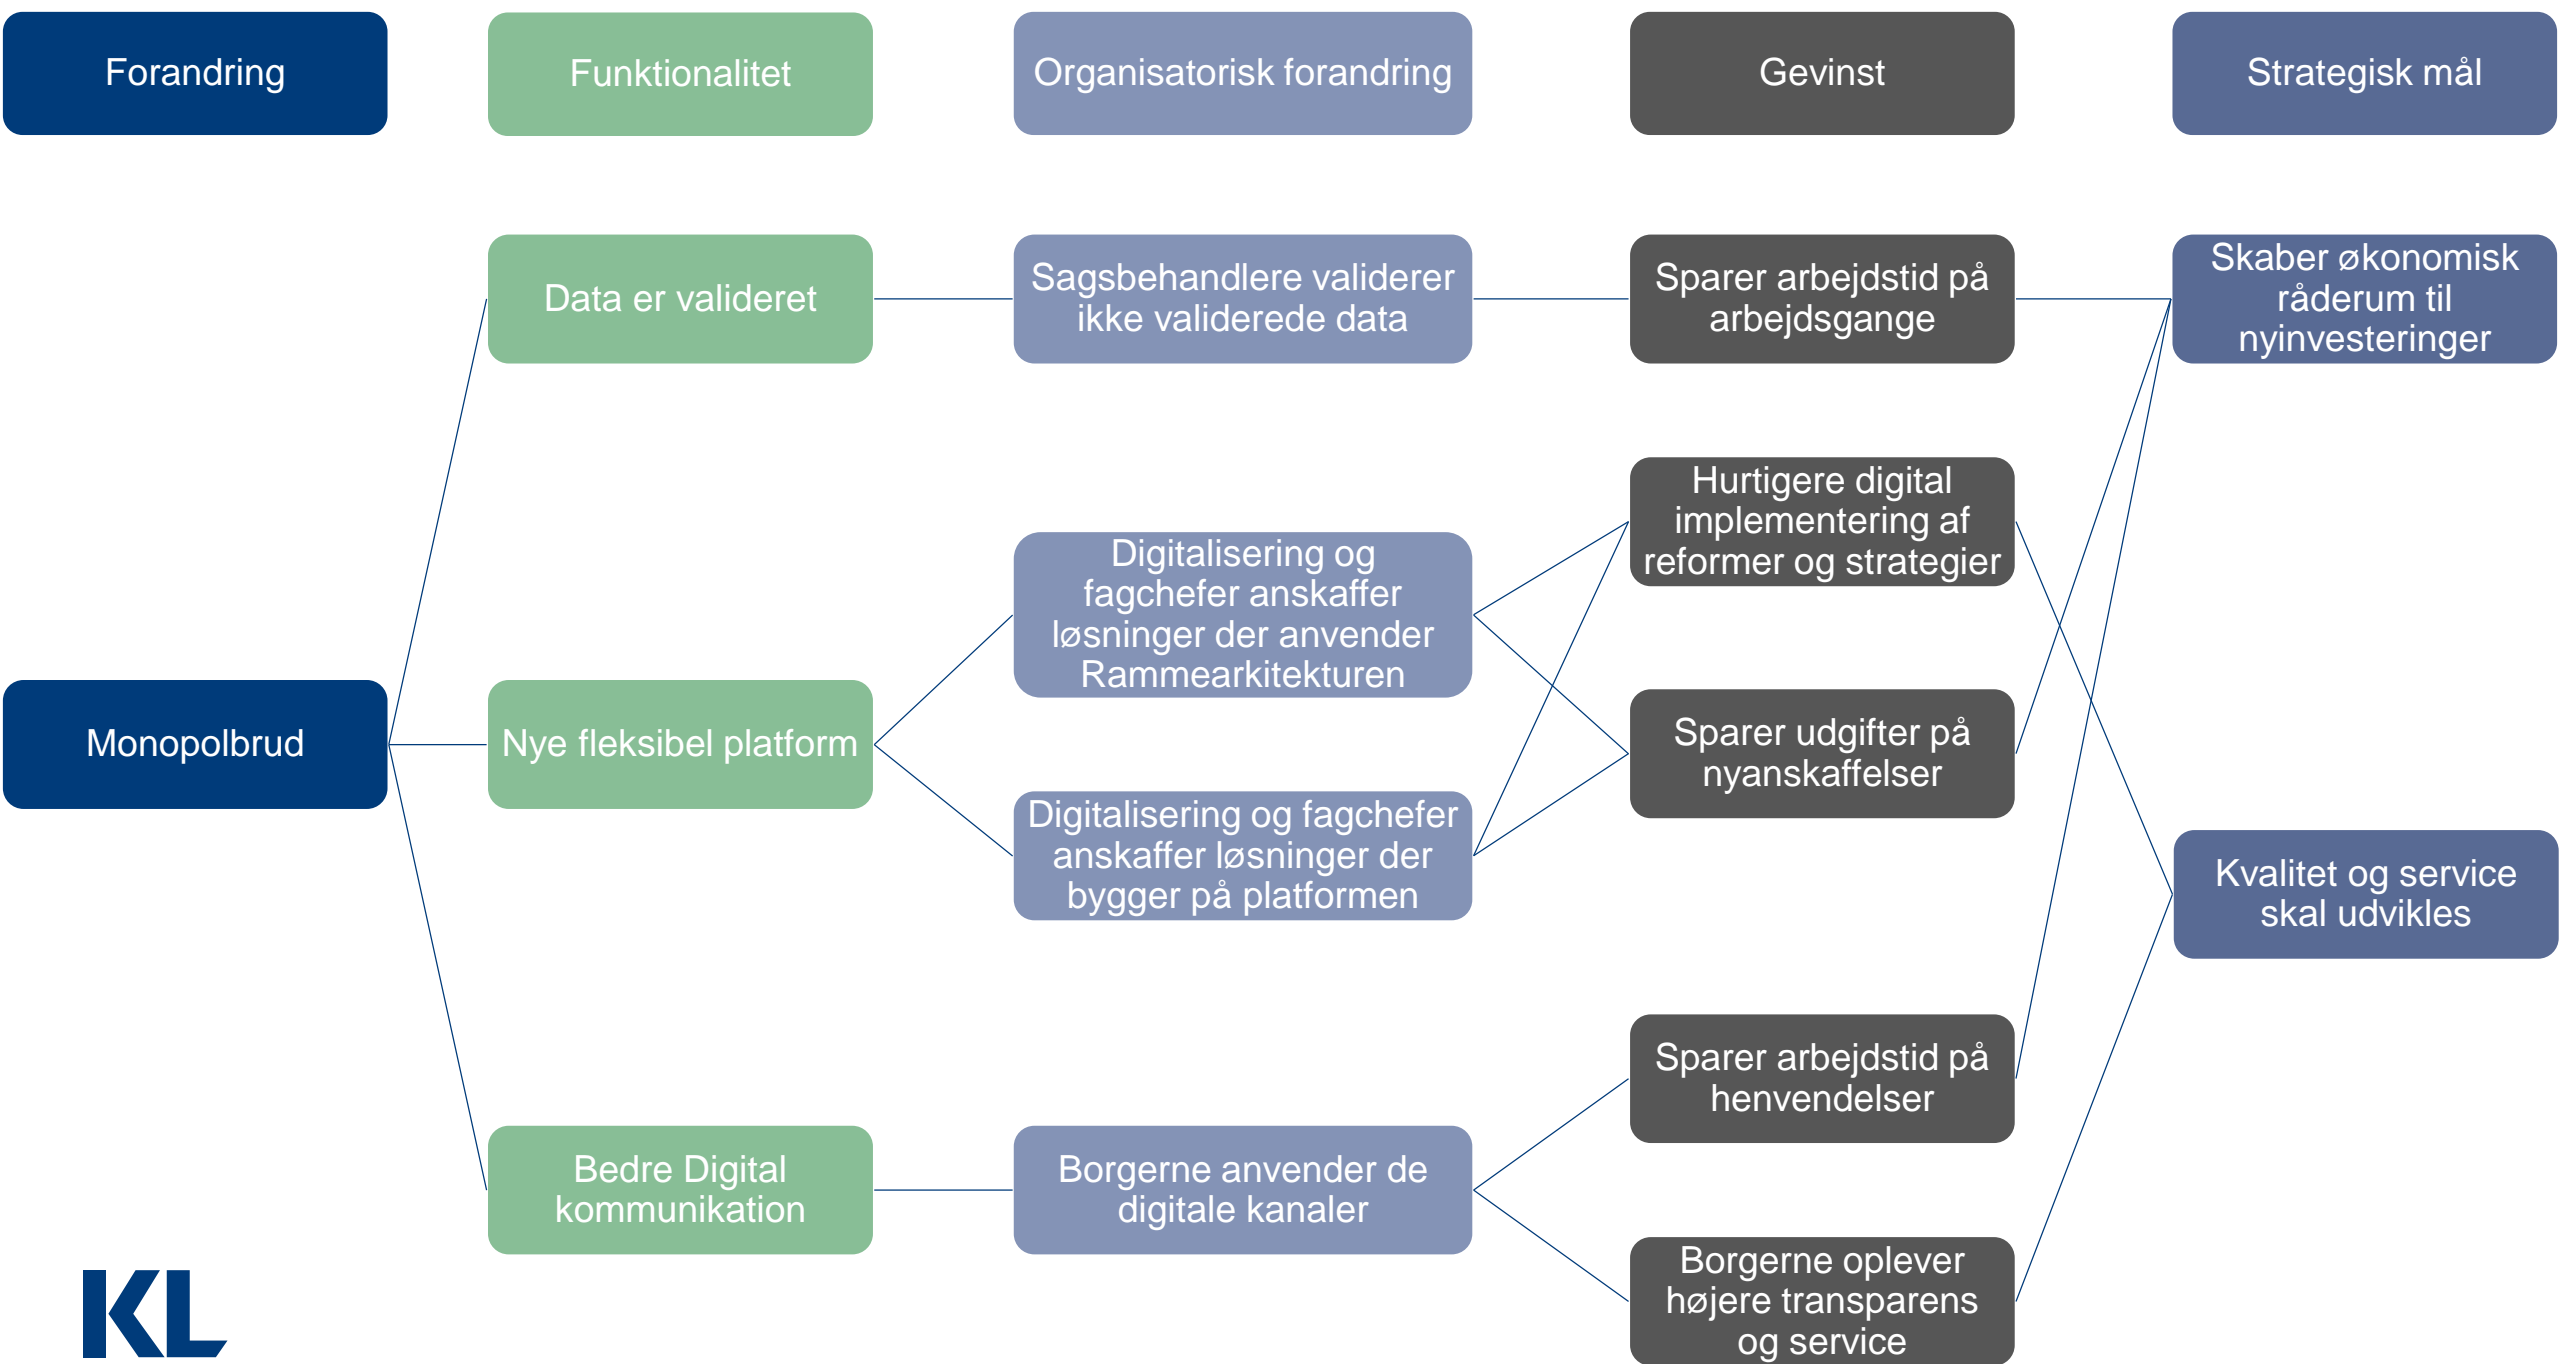 Forandring
Funktionalitet
Organisatorisk forandring
Gevinst
Strategisk mål
Data er valideret
Sagsbehandlere validerer
ikke validerede data
Sparer arbejdstid på
arbejdsgange
Skaber økonomisk
råderum til
nyinvesteringer
Hurtigere digital
implementering af
reformer og strategier
Digitalisering og
fagchefer anskaffer
løsninger der anvender
Rammearkitekturen
Monopolbrud
Nye fleksibel platform
Sparer udgifter på
nyanskaffelser
Digitalisering og fagchefer
anskaffer løsninger der
bygger på platformen
Kvalitet og service
skal udvikles
Sparer arbejdstid på
henvendelser
Bedre Digital
kommunikation
Borgerne anvender de
digitale kanaler
Borgerne oplever
højere transparens
og service
KL